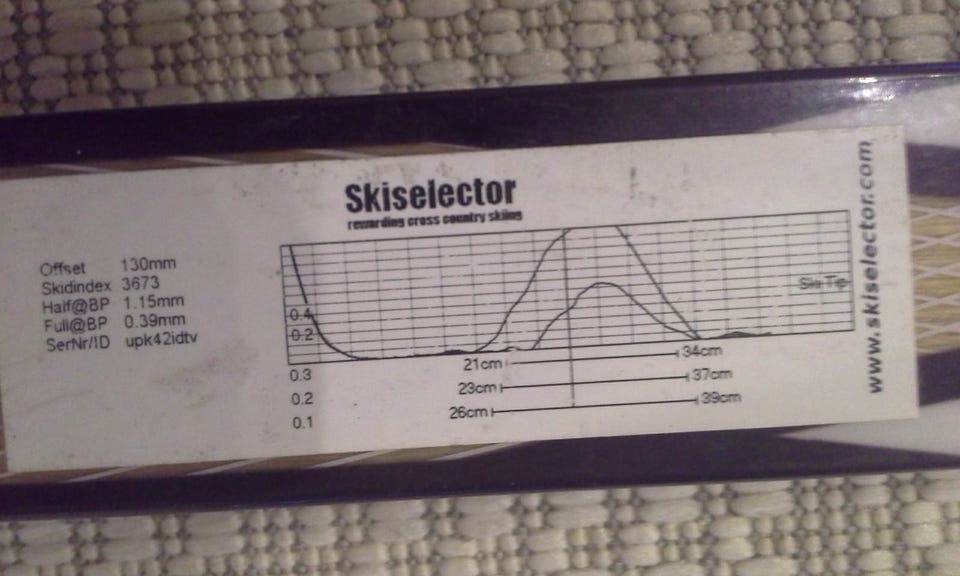 Skiselector
rewarding cross country skiing
Offset 130mm
Skidindex 3673
Half@BP 1.15mm
Full@BP 0.39mm
SerNr/ID upk42idtv
0.4
0.2
Ski Tip
0.3 21cm 34cm
0.2 23cm 37cm
0.1 26cm 39cm
www.skiselector.com